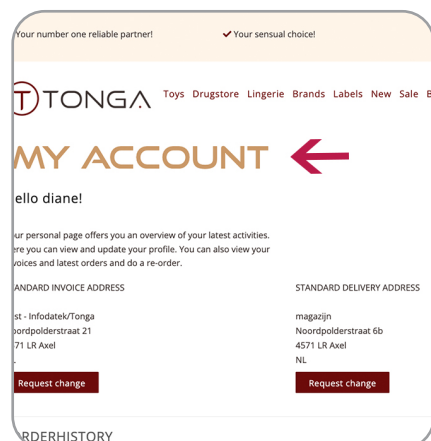 Your number one reliable partner!
Your sensual choice!
TONGA
Toys Drugstore Lingerie Brands Labels New Sale B
MY ACCOUNT
ello diane!
ur personal page offers you an overview of your latest activities.
ere you can view and update your profile. You can also view your
voices and latest orders and do a re-order.
ANDARD INVOICE ADDRESS
st - Infodatek/Tonga
oordpolderstraat 21
71 LR Axel
Request change
STANDARD DELIVERY ADDRESS
magazijn
Noordpolderstraat 6b
4571 LR Axel
NL
Request change
RDERHISTORY